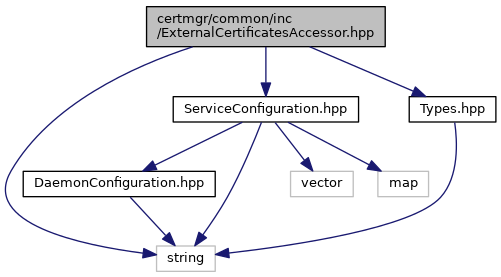 certmgr/common/inc
/ExternalCertificatesAccessor.hpp
ServiceConfiguration.hpp
Types.hpp
DaemonConfiguration.hpp
vector
map
string